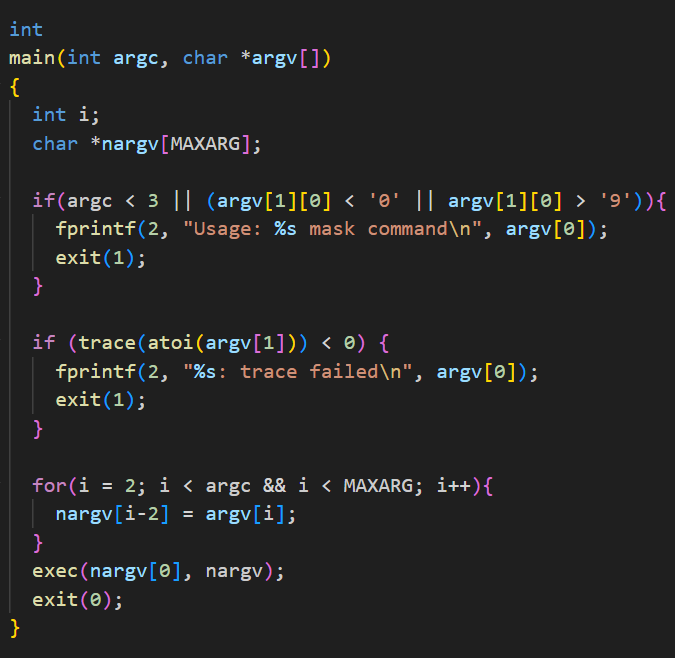 int
main(int argc, char *argv[])
{
  int i;
  char *nargv[MAXARG];

  if(argc < 3 || (argv[1][0] < '0' || argv[1][0] > '9')){
    fprintf(2, "Usage: %s mask command\n", argv[0]);
    exit(1);
  }

  if (trace(atoi(argv[1])) < 0) {
    fprintf(2, "%s: trace failed\n", argv[0]);
    exit(1);
  }

  for(i = 2; i < argc && i < MAXARG; i++){
    nargv[i-2] = argv[i];
  }
  exec(nargv[0], nargv);
  exit(0);
}